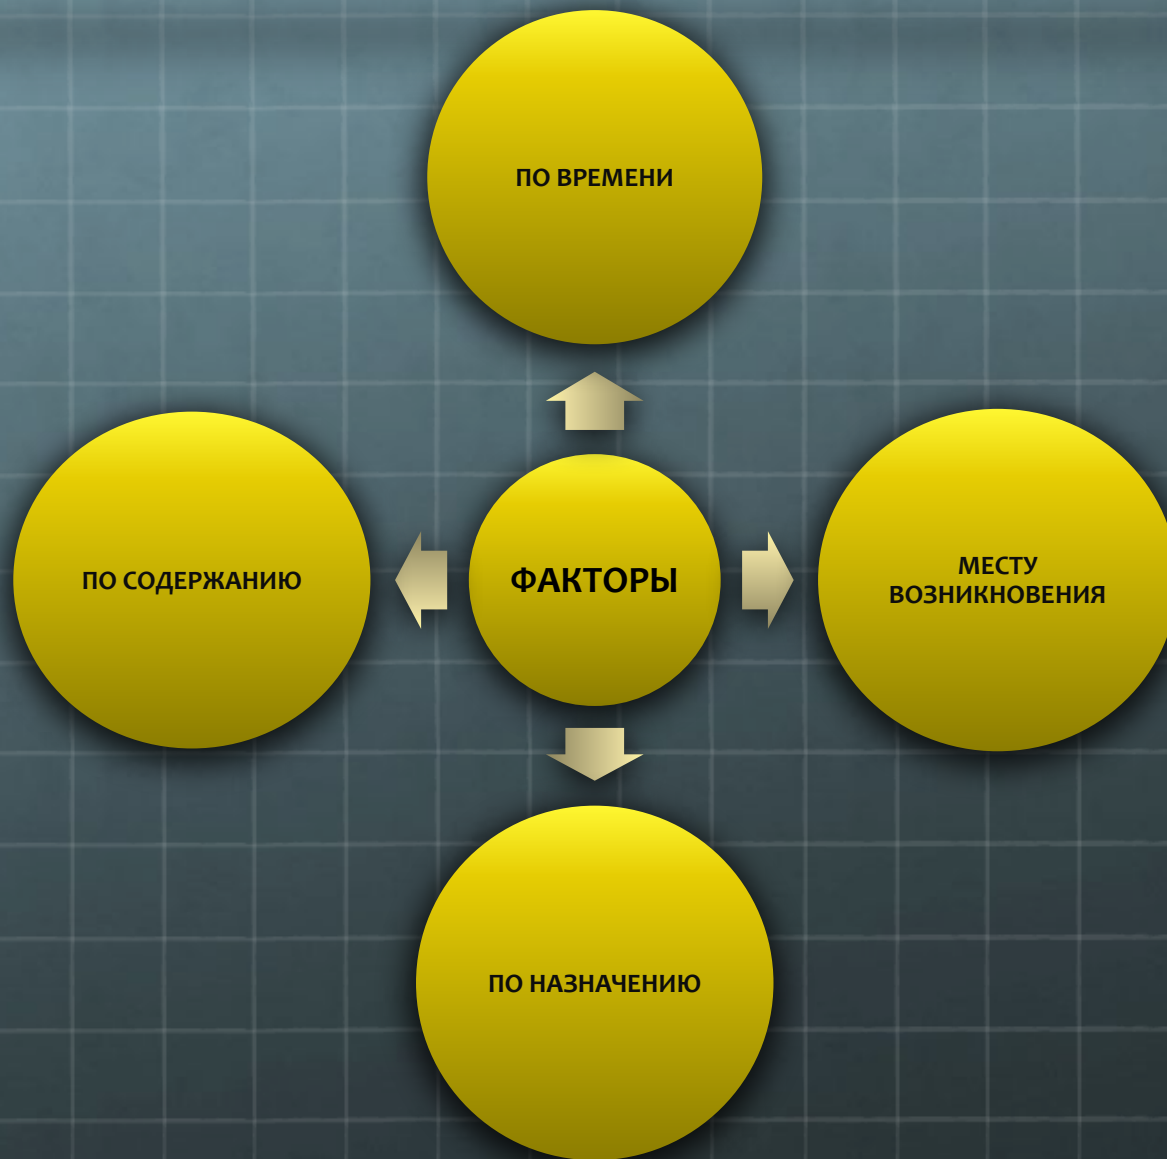 ПО ВРЕМЕНИ
ПО СОДЕРЖАНИЮ
ФАКТОРЫ
МЕСТУ
ВОЗНИКНОВЕНИЯ
ПО НАЗНАЧЕНИЮ